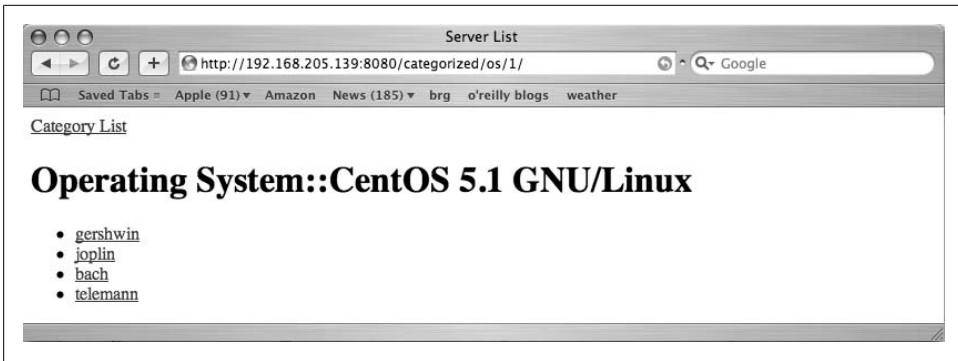 Server List
http://192.168.205.139:8080/categorized/os/1/
Google
Saved Tabs Apple (91) Amazon News (185) brg o'reilly blogs weather
Category List
Operating System::CentOS 5.1 GNU/Linux
• gershwin
• joplin
• bach
• telemann